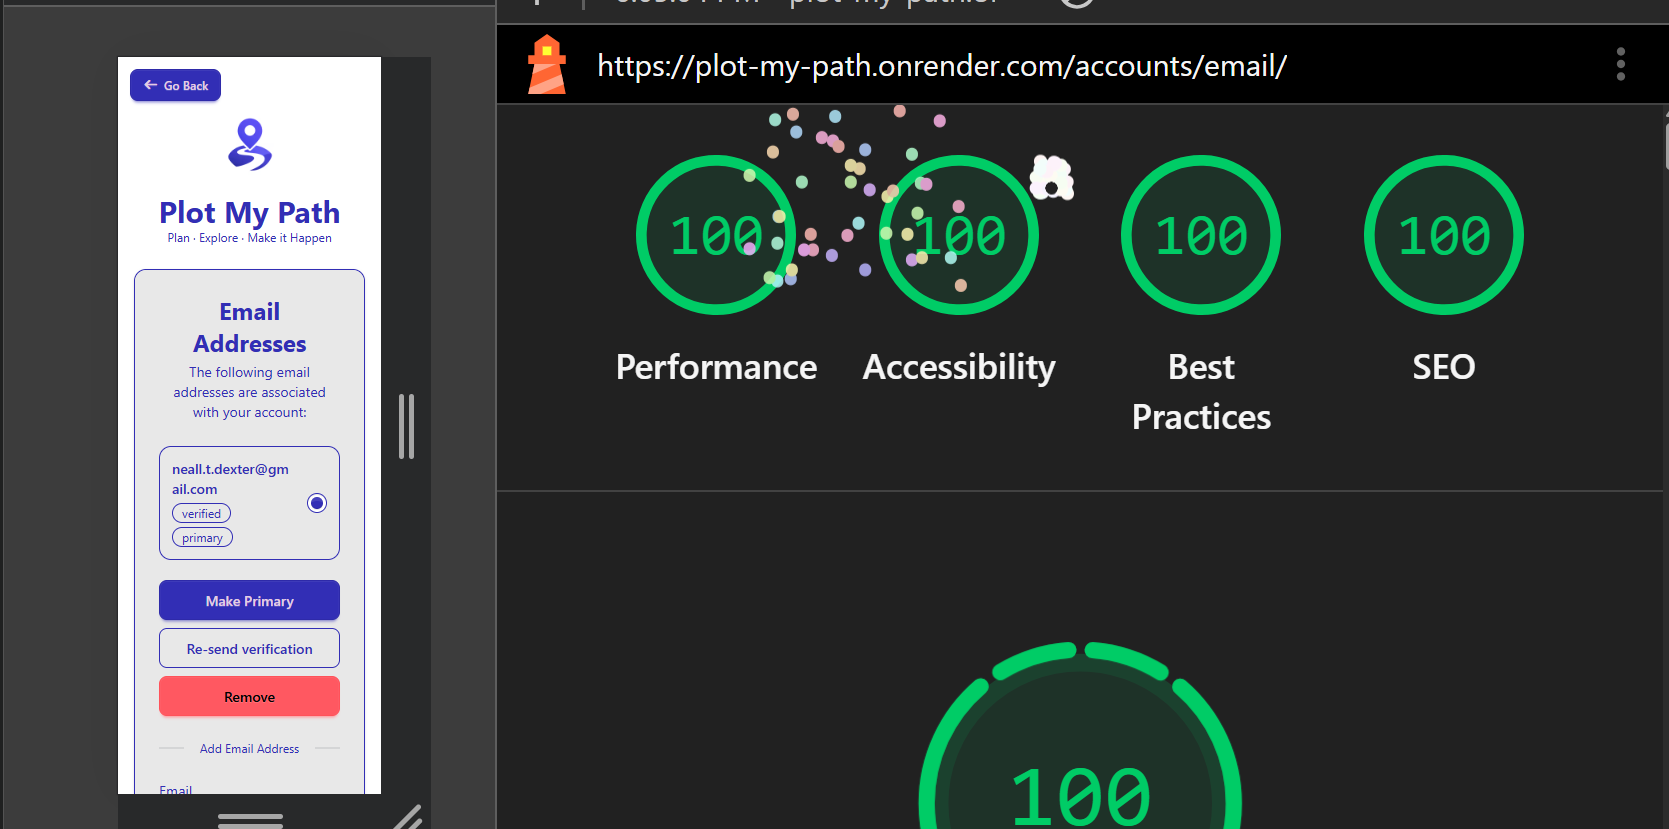 Go Back
Plot My Path
Plan · Explore · Make it Happen
Email
Addresses
The following email
addresses are associated
with your account:
neall.t.dexter@gm
ail.com
verified
primary
Make Primary
Re-send verification
Remove
Add Email Address
Email
https://plot-my-path.onrender.com/accounts/email/
100
100
100
100
Performance
Accessibility
Best
Practices
SEO
100